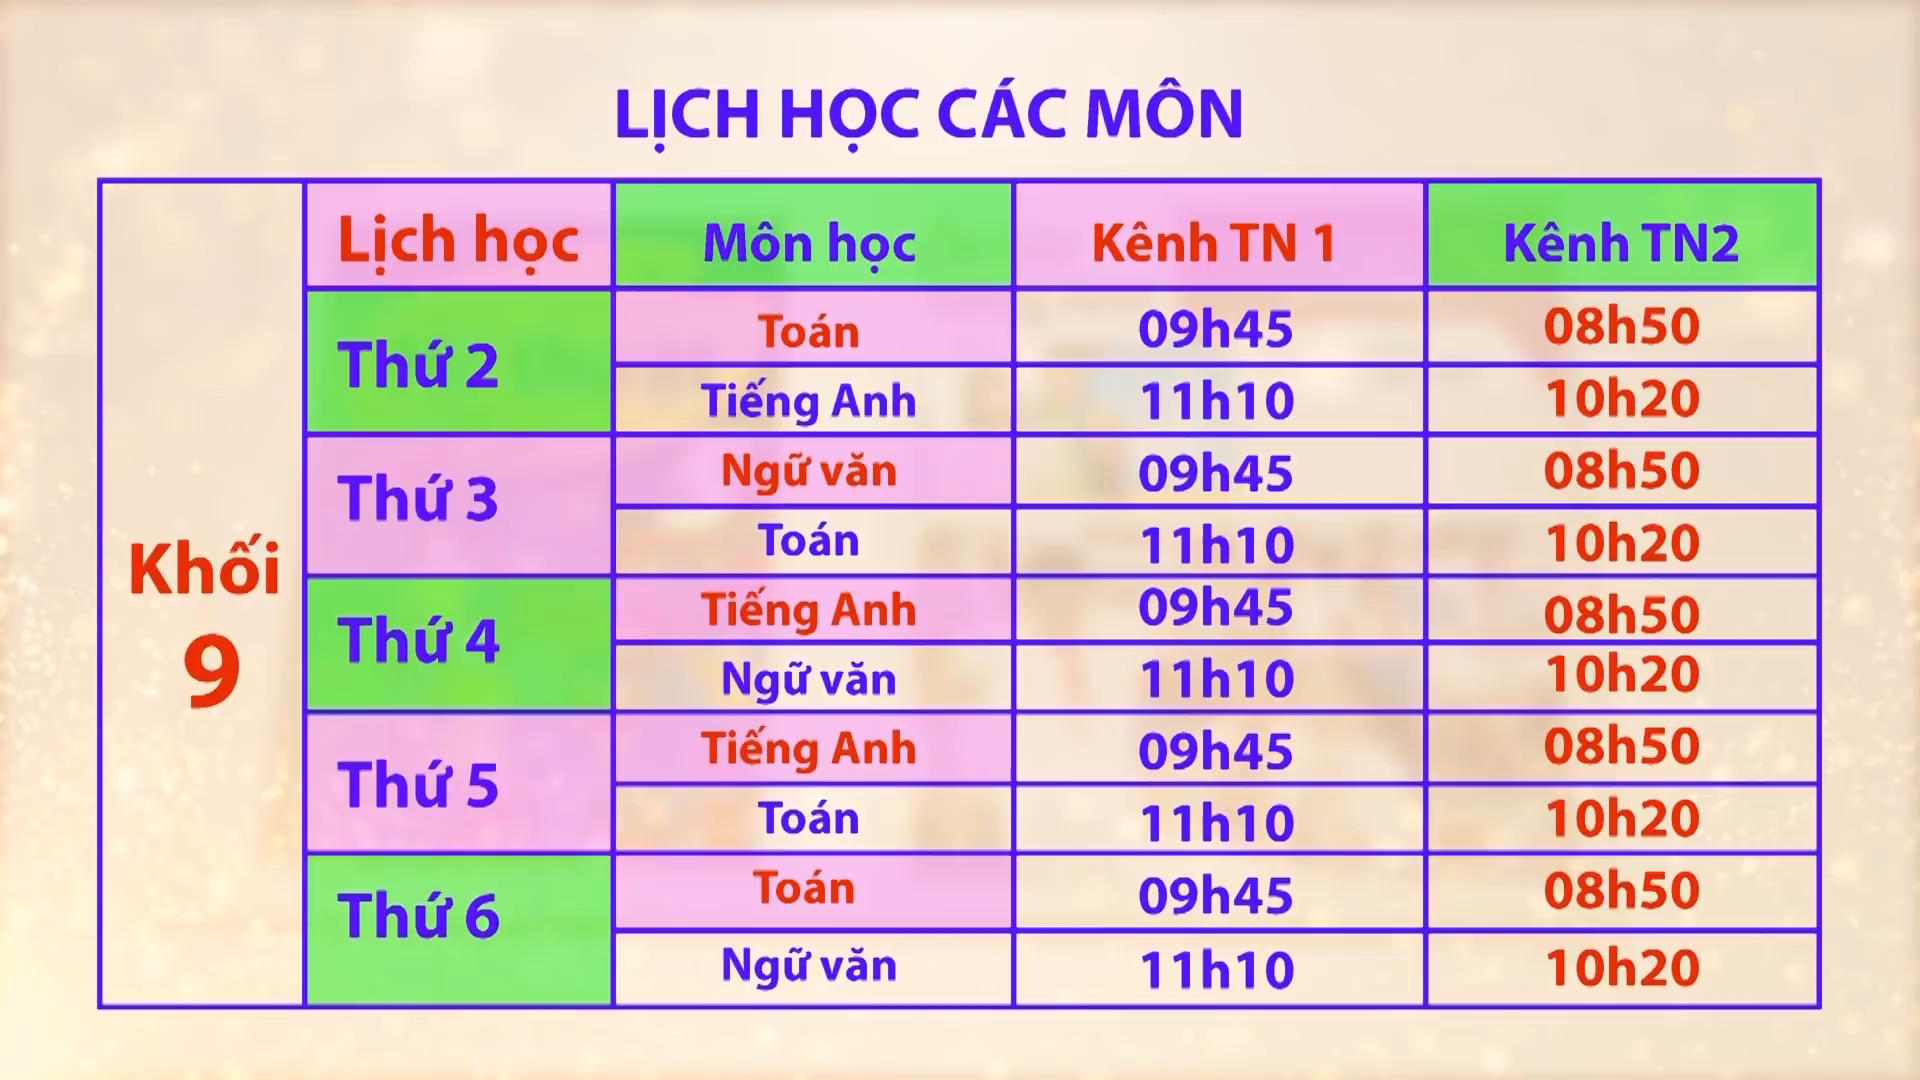 LỊCH HỌC CÁC MÔN
Khối
9
Lịch học Môn học Kênh TN 1 Kênh TN2
Thứ 2
Toán 09h45 08h50
Tiếng Anh 11h10 10h20
Thứ 3
Ngữ văn 09h45 08h50
Toán 11h10 10h20
Thứ 4
Tiếng Anh 09h45 08h50
Ngữ văn 11h10 10h20
Thứ 5
Tiếng Anh 09h45 08h50
Toán 11h10 10h20
Thứ 6
Toán 09h45 08h50
Ngữ văn 11h10 10h20